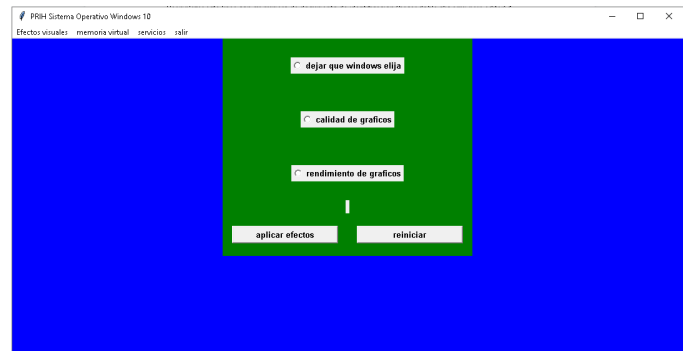 PRIH Sistema Operativo Windows 10
Efectos visuales memoria virtual servicios salir
dejar que windows elija
calidad de graficos
rendimiento de graficos
aplicar efectos reiniciar